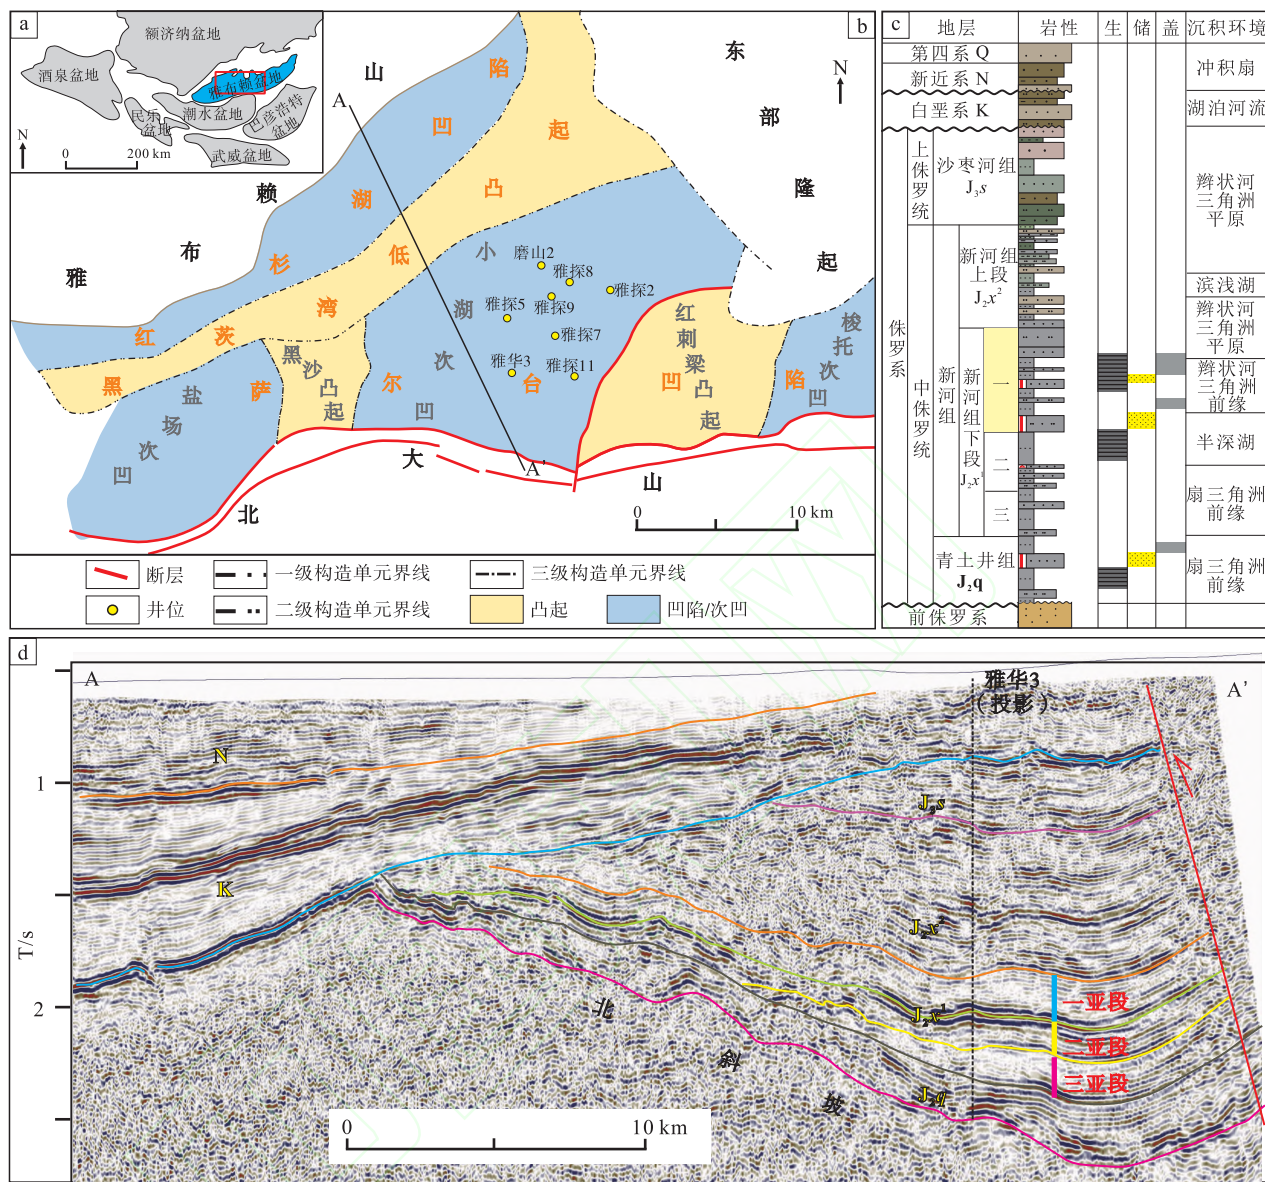 a
额济纳盆地
酒泉盆地
雅布赖盆地
民乐
盆地
潮水盆地
巴彦浩特
盆地
武威盆地
N
0 200 km
b
N
雅布赖山
东部隆起
北大山
A
A'
红杉湖凹陷
黑茨湾低凸起
萨尔台凹陷
盐场次凹
黑沙凸起
小湖次凹
红刺梁凸起
梭托次凹
磨山2
雅探8
雅探2
雅探9
雅探5
雅探7
雅华3
雅探11
0 10 km
断层
一级构造单元界线
三级构造单元界线
井位
二级构造单元界线
凸起
凹陷/次凹
c
地层 岩性 生 储 盖 沉积环境
第四系 Q
新近系 N
白垩系 K
侏罗系
上侏罗统
沙枣河组
J₃s
中侏罗统
新河组
新河组
上段
J₂x²
新河组下段
J₂x¹
一
二
三
青土井组
J₂q
前侏罗系
冲积扇
湖泊河流
辫状河
三角洲
平原
滨浅湖
辫状河
三角洲
平原
辫状河
三角洲
前缘
半深湖
扇三角洲
前缘
扇三角洲
前缘
d
A
雅华3
（投影）
A'
N
K
J₃s
J₂x²
J₂x¹
J₂q
一亚段
二亚段
三亚段
北斜坡
T/s
1
2
0 10 km